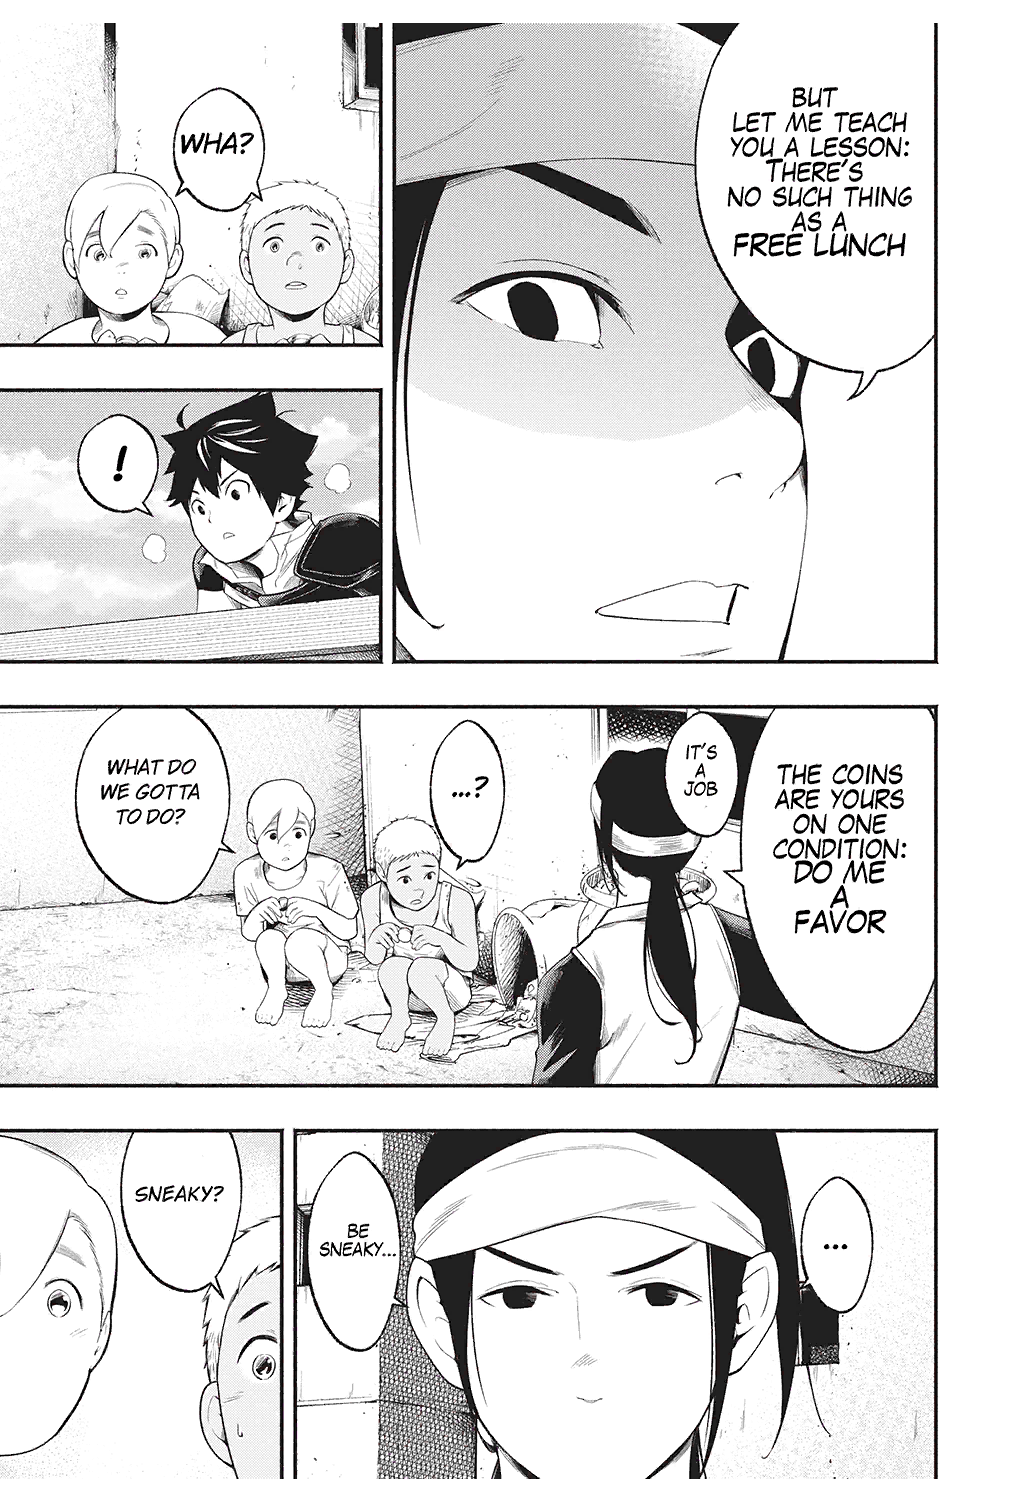 BUT
LET ME TEACH
YOU A LESSON:
THERE'S
NO SUCH THING
AS A
FREE LUNCH
WHA?
!
THE COINS
ARE YOURS
ON ONE
CONDITION:
DO ME
A
FAVOR
IT'S
A
JOB
...?
WHAT DO
WE GOTTA
TO DO?
...
BE
SNEAKY...
SNEAKY?